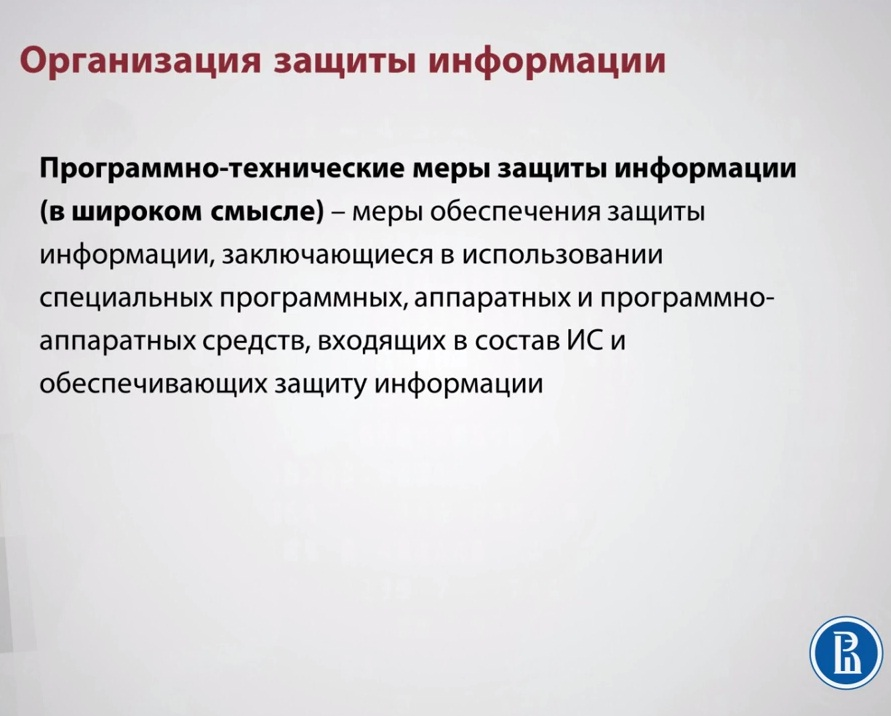 Организация защиты информации
Программно-технические меры защиты информации
(в широком смысле) – меры обеспечения защиты
информации, заключающиеся в использовании
специальных программных, аппаратных и программно-
аппаратных средств, входящих в состав ИС и
обеспечивающих защиту информации